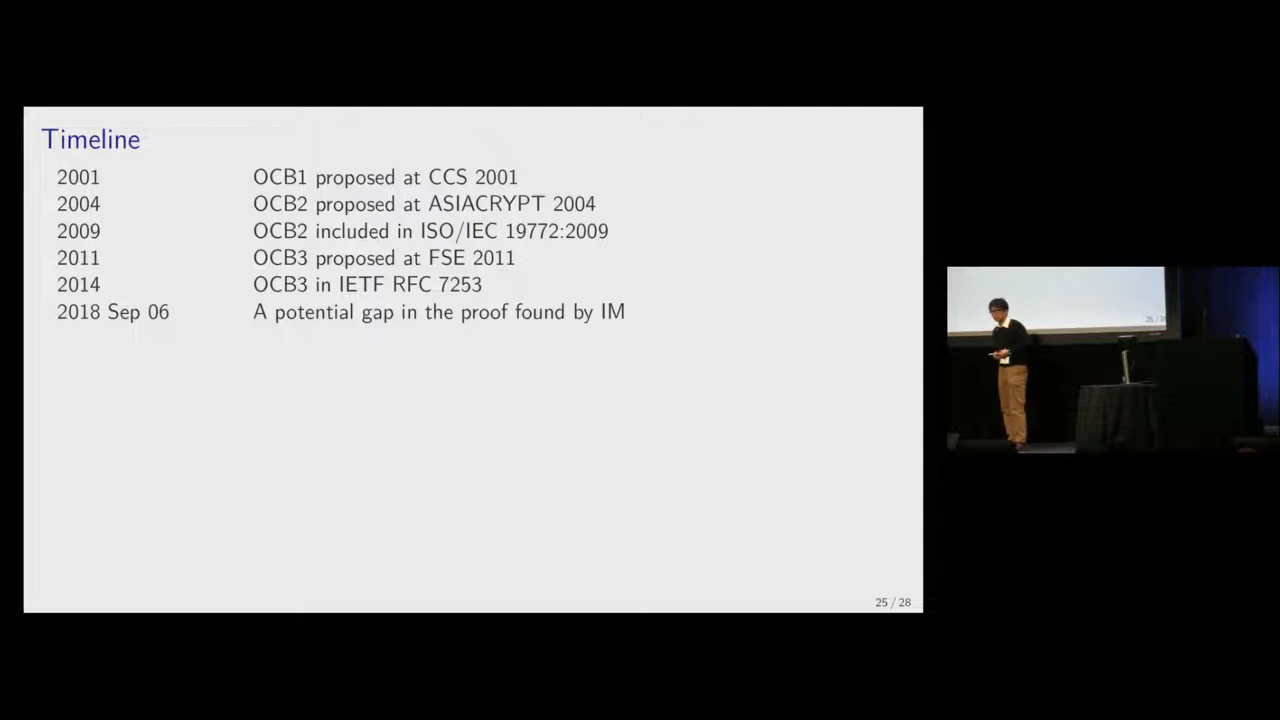 Timeline
2001 OCB1 proposed at CCS 2001
2004 OCB2 proposed at ASIACRYPT 2004
2009 OCB2 included in ISO/IEC 19772:2009
2011 OCB3 proposed at FSE 2011
2014 OCB3 in IETF RFC 7253
2018 Sep 06 A potential gap in the proof found by IM
25 / 28